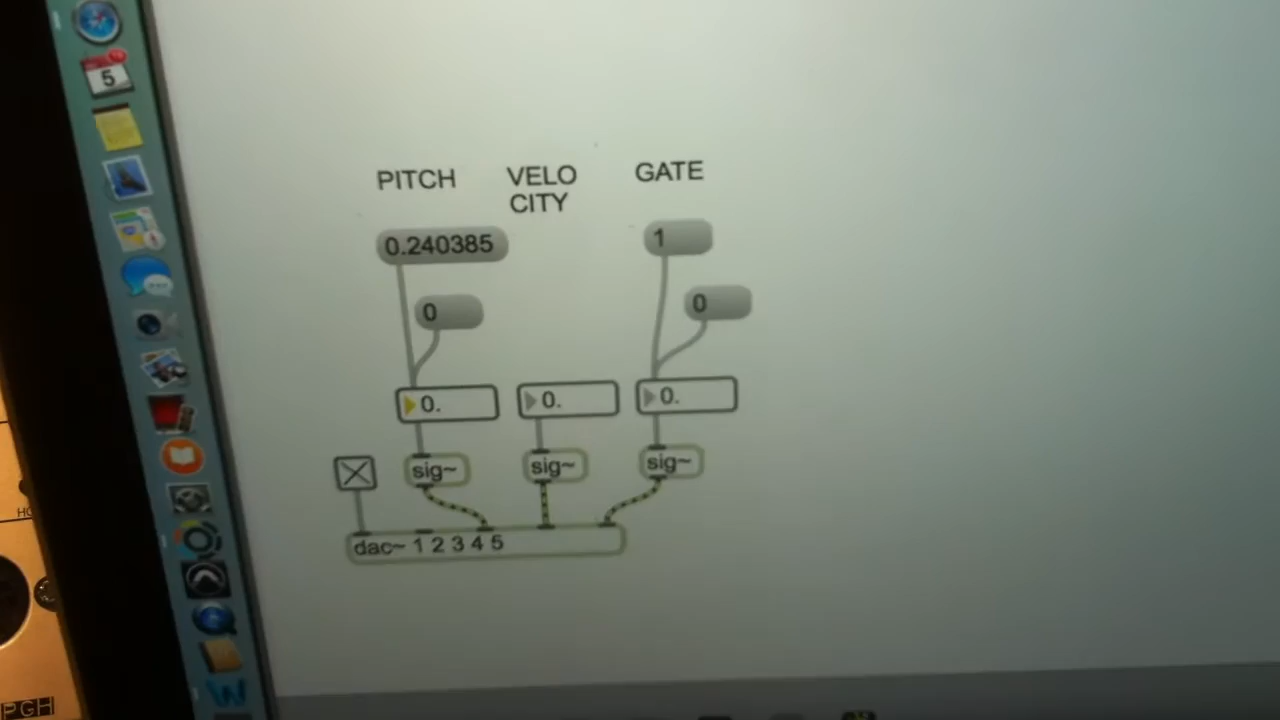 5
PITCH
VELO
CITY
GATE
0.240385
1
0
0
0.
0.
0.
sig~
sig~
sig~
dac~ 1 2 3 4 5
W
PGH